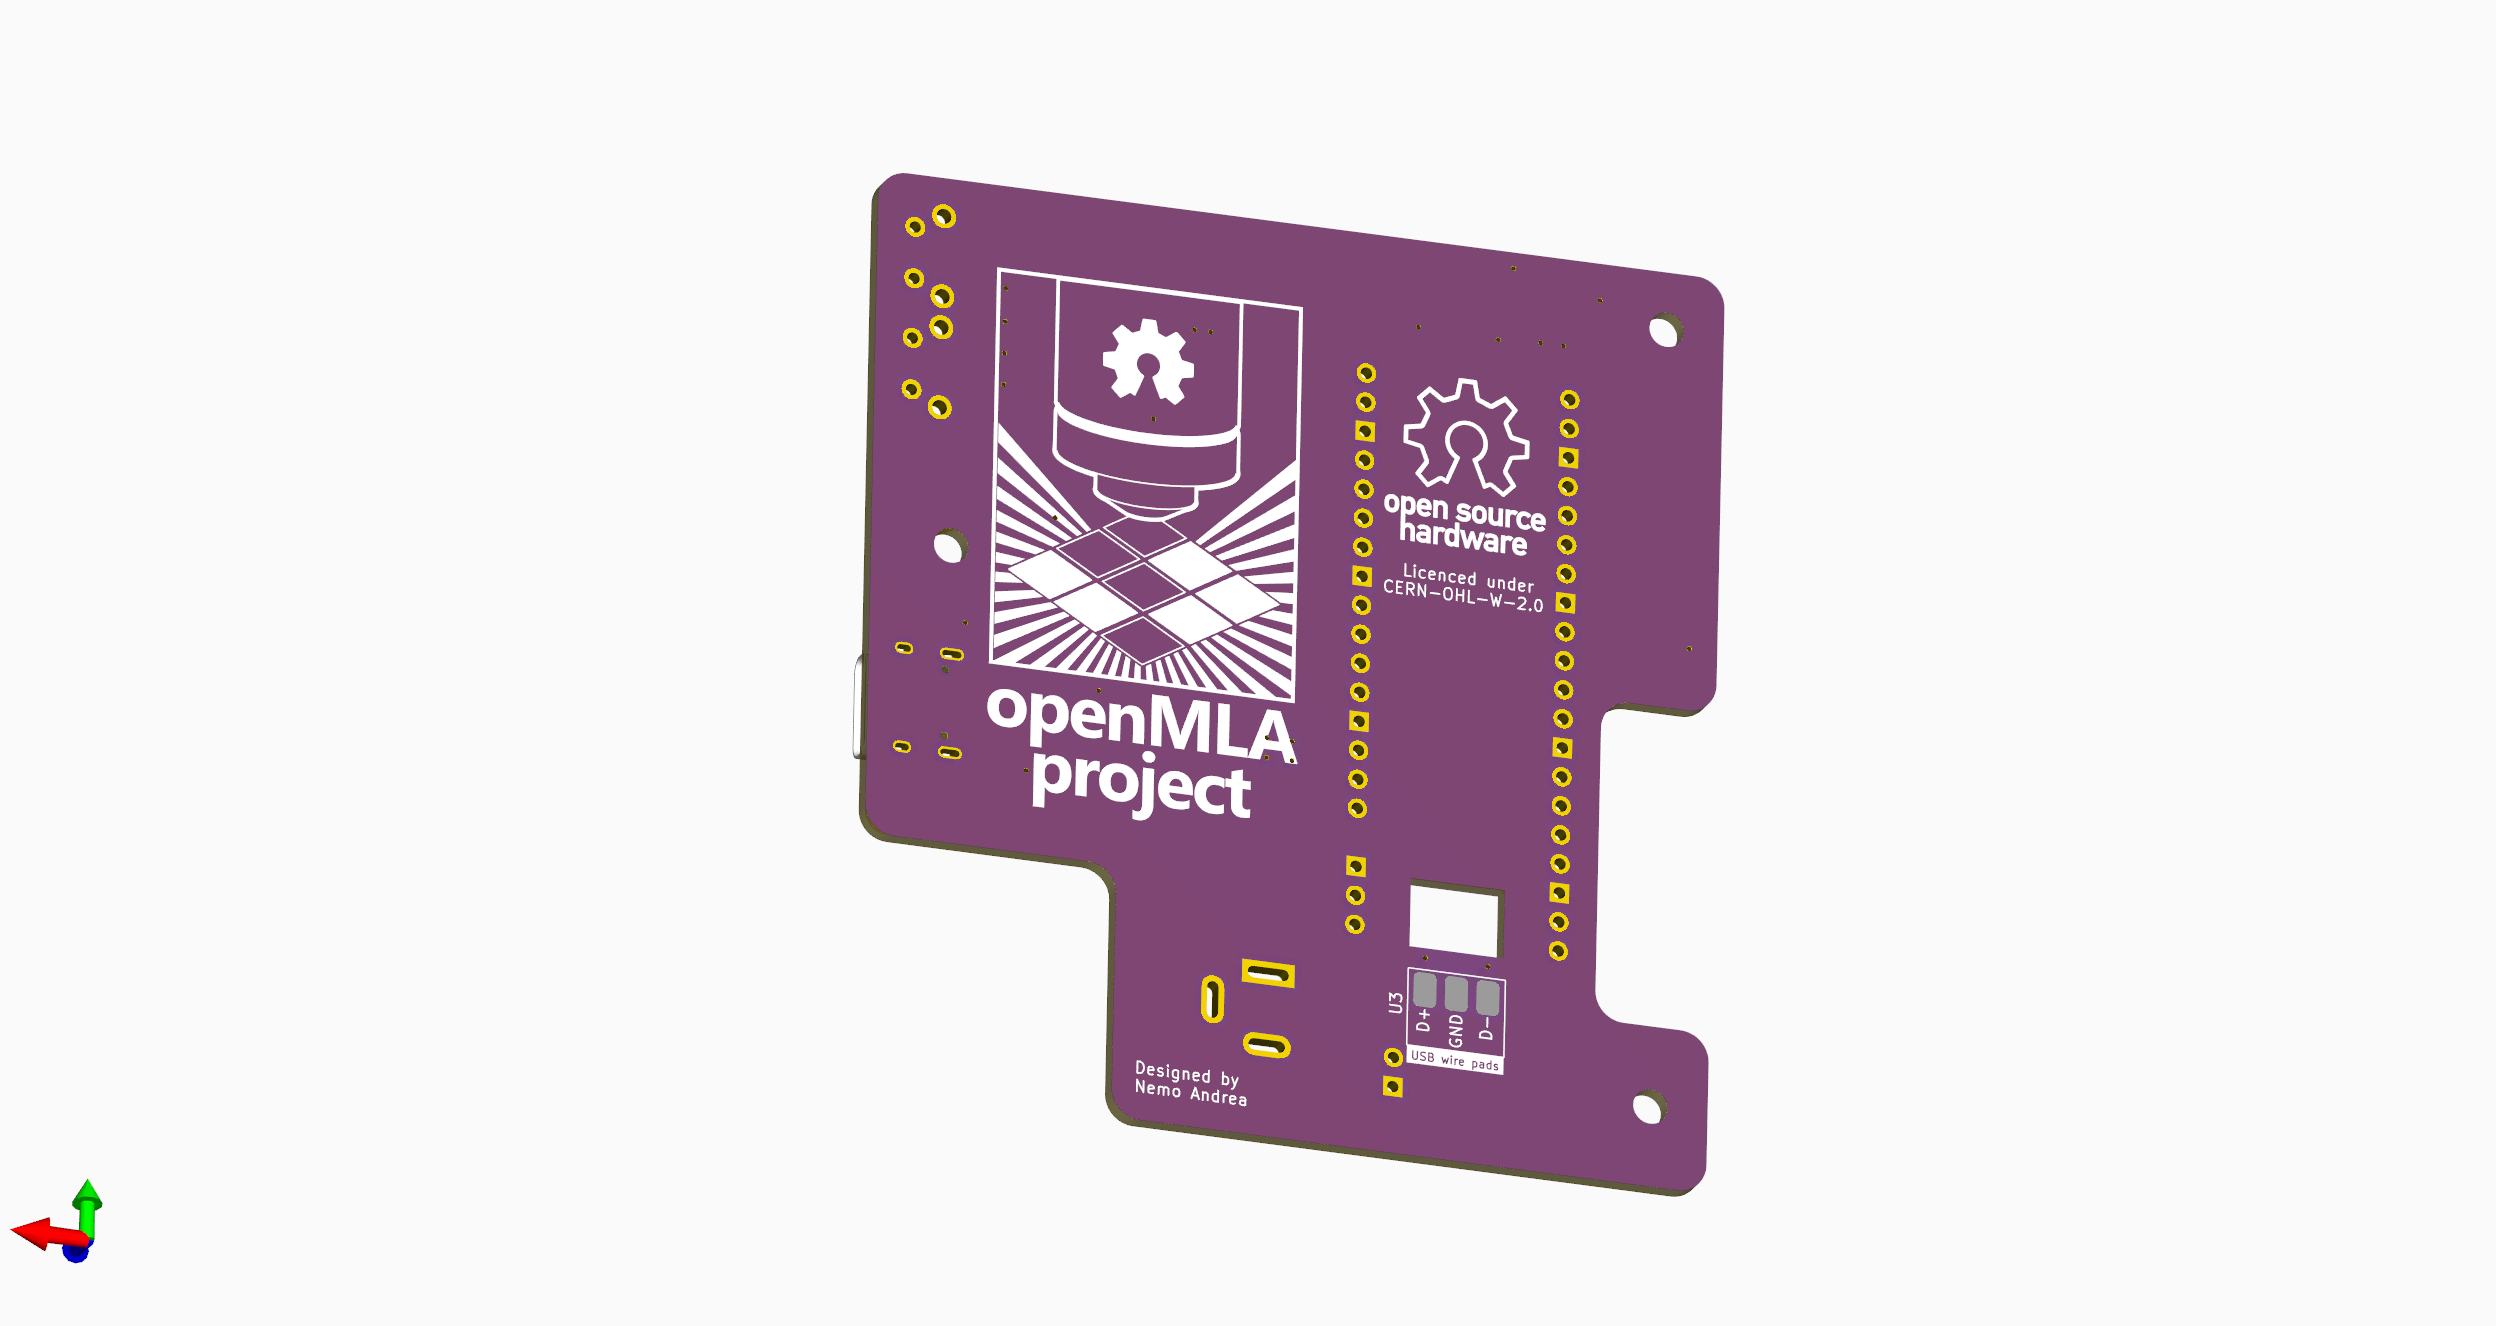 open source
hardware
Licenced under
CERN-OHL-W-2.0
openMLA
project
U3
D+
GND
D-
USB wire pads
Designed by
Nemo Andrea